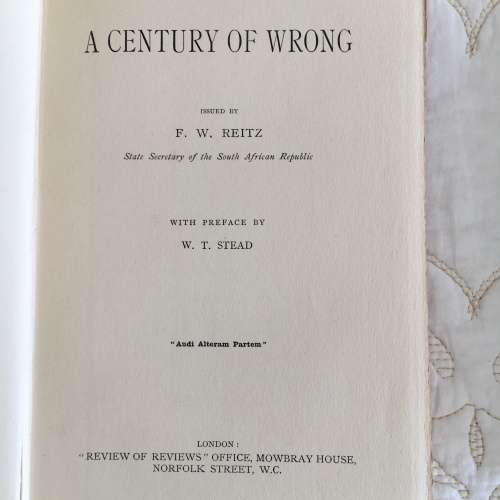 A CENTURY OF WRONG
ISSUED BY
F. W. REITZ
State Secretary of the South African Republic
WITH PREFACE BY
W. T. STEAD
"Audi Alteram Partem"
LONDON:
"REVIEW OF REVIEWS" OFFICE, MOWBRAY HOUSE,
NORFOLK STREET, W.C.